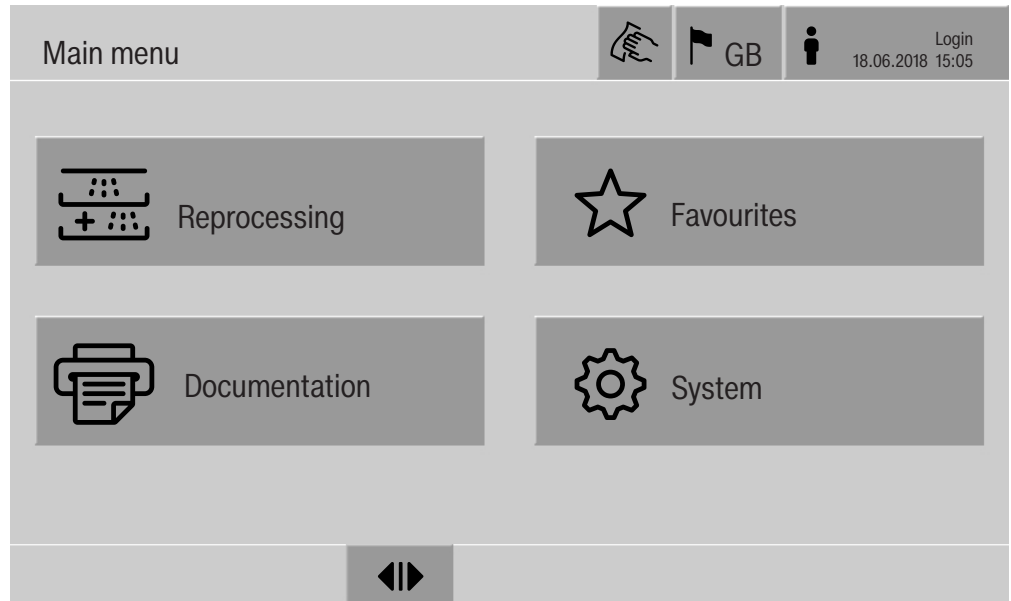 Main menu
GB
Login
18.06.2018 15:05
Reprocessing
Favourites
Documentation
System